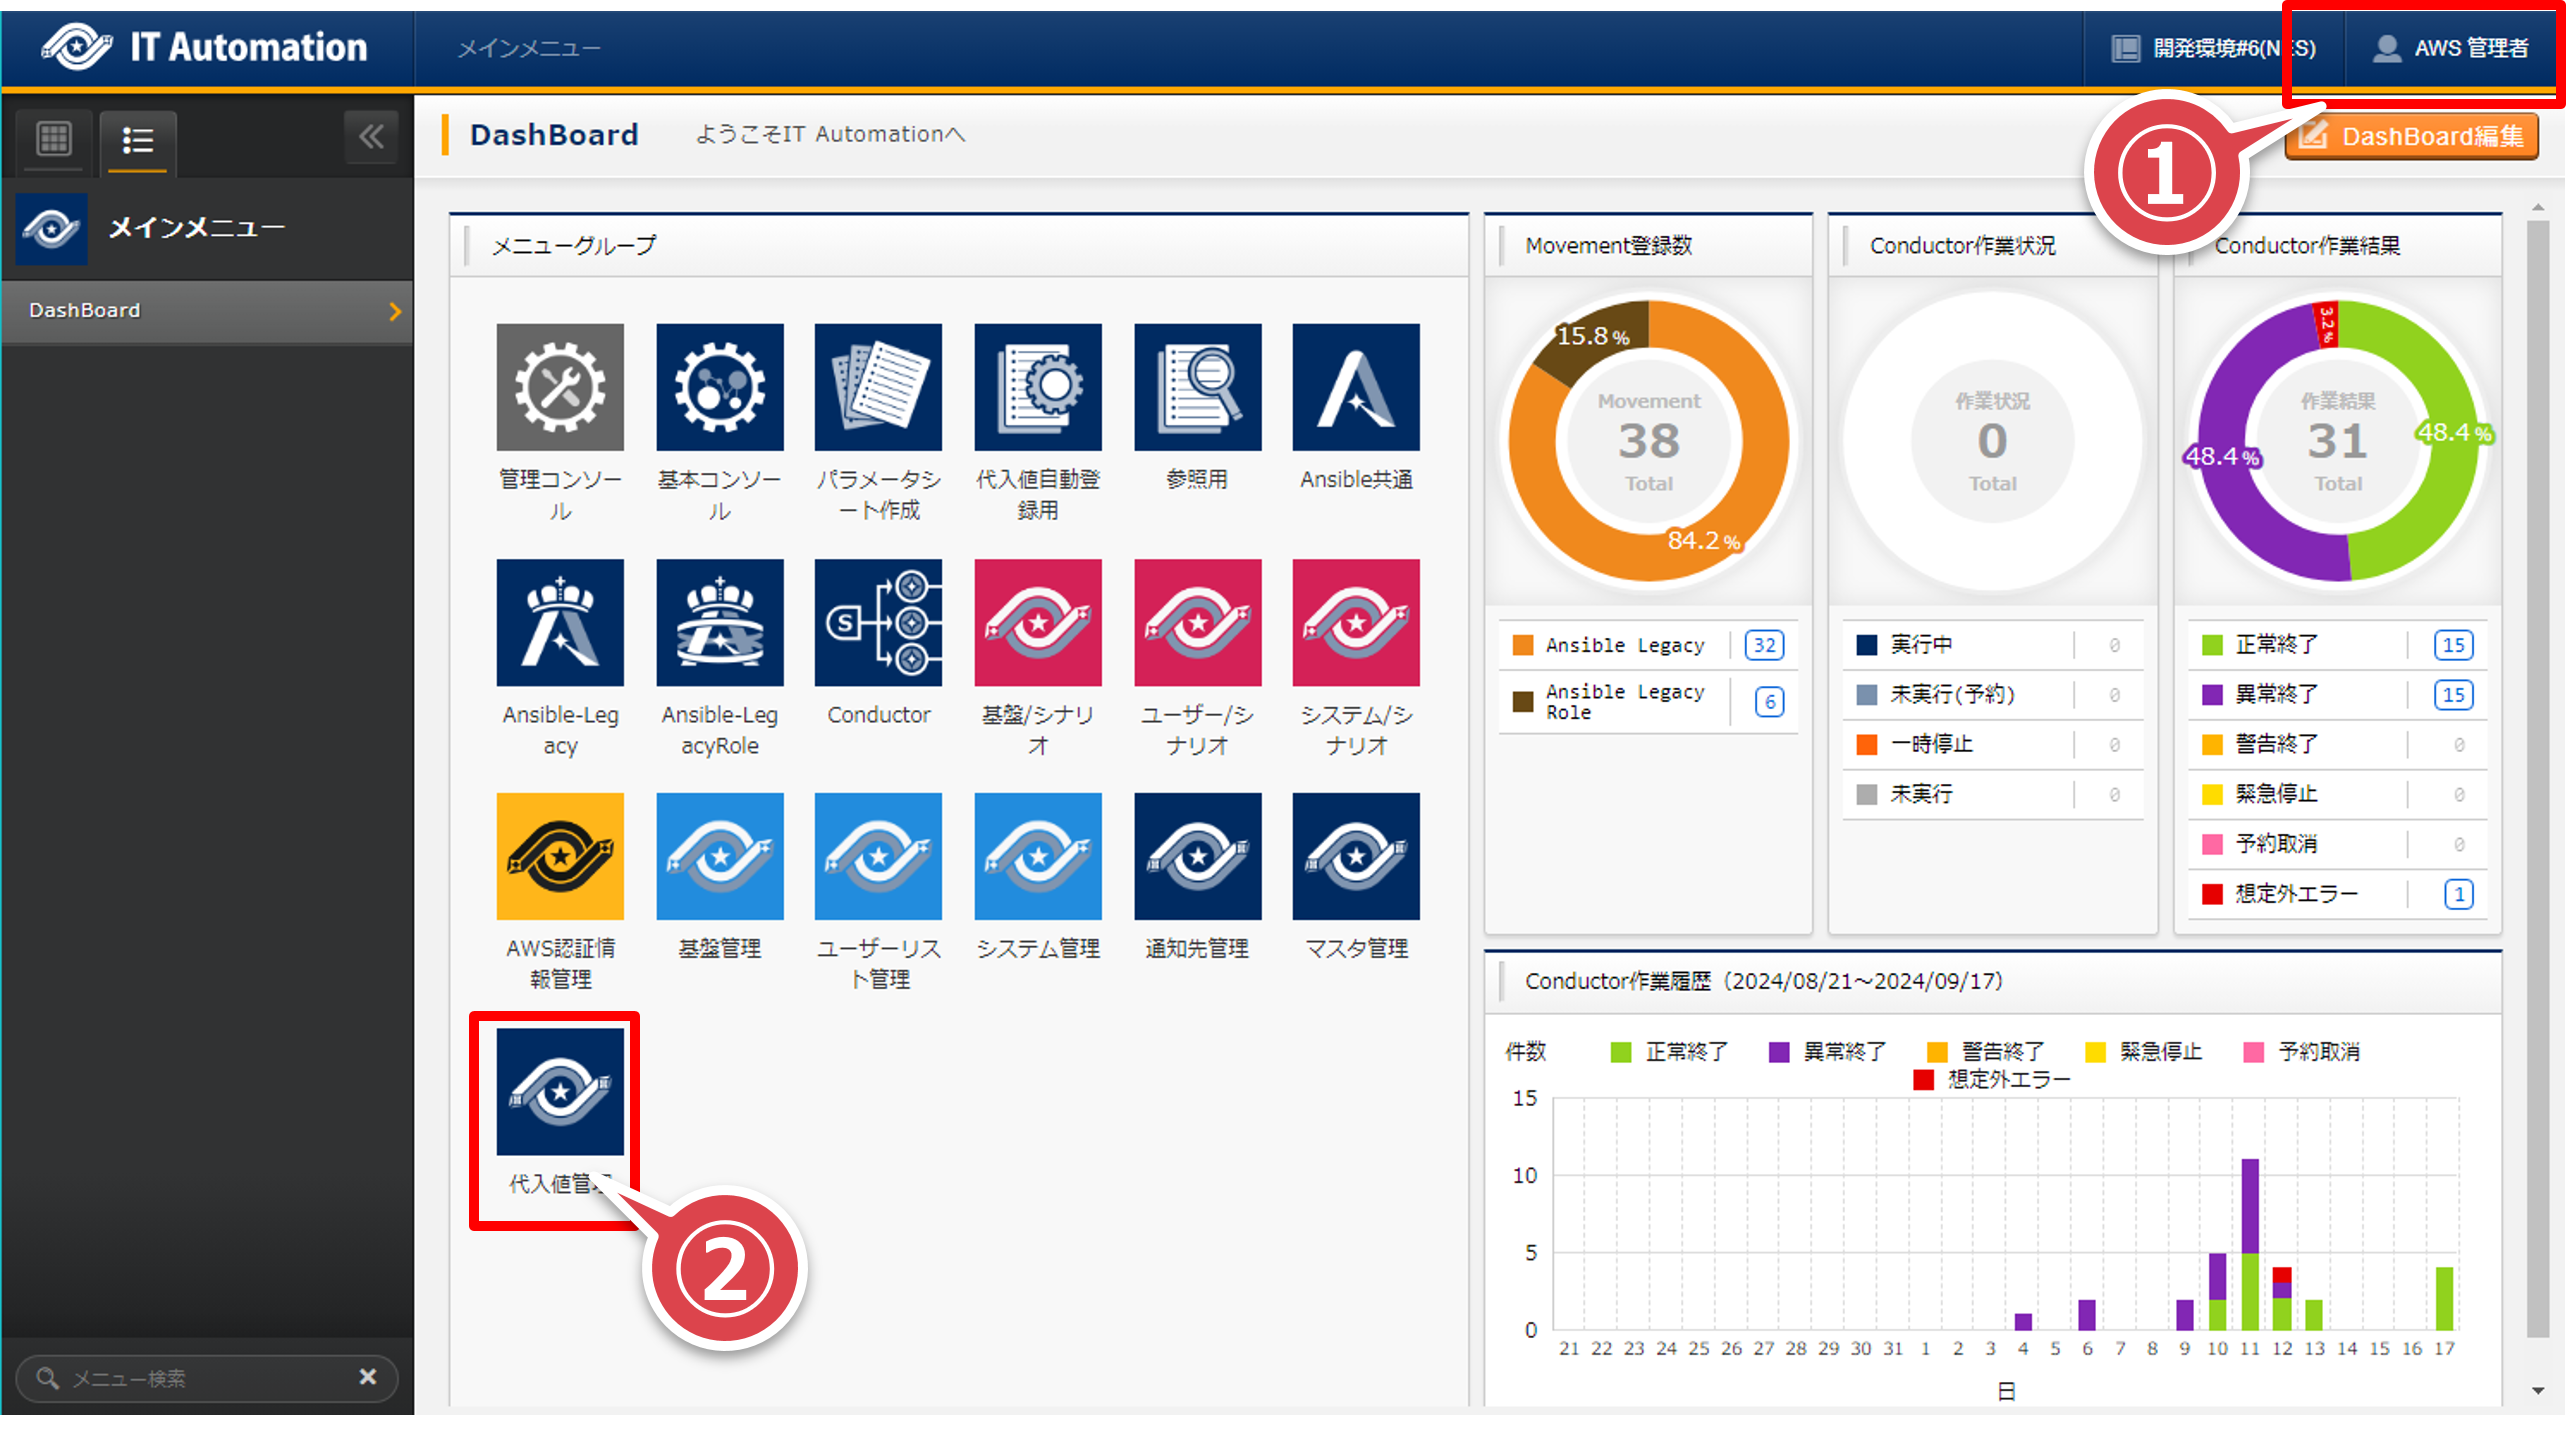 IT Automation
メインメニュー
開発環境#6(NES)
AWS 管理者
DashBoard
ようこそIT Automationへ
DashBoard編集
①
メインメニュー
DashBoard
メニューグループ
管理コンソー
ル
基本コンソー
ル
パラメータシ
ート作成
代入値自動登
録用
参照用
Ansible共通
Ansible-Leg
acy
Ansible-Leg
acyRole
Conductor
基盤/シナリ
オ
ユーザー/シ
ナリオ
システム/シ
ナリオ
AWS認証情
報管理
基盤管理
ユーザーリス
ト管理
システム管理
通知先管理
マスタ管理
代入値管理
②
Movement登録数
15.8 %
Movement
38
Total
84.2 %
Ansible Legacy
32
Ansible Legacy
Role
6
Conductor作業状況
作業状況
0
Total
実行中
0
未実行(予約)
0
一時停止
0
未実行
0
Conductor作業結果
3.2 %
48.4 %
作業結果
31
Total
48.4 %
正常終了
15
異常終了
15
警告終了
0
緊急停止
0
予約取消
0
想定外エラー
1
Conductor作業履歴（2024/08/21～2024/09/17）
件数
正常終了 異常終了 警告終了 緊急停止 予約取消
想定外エラー
15
10
5
0
21 22 23 24 25 26 27 28 29 30 31 1 2 3 4 5 6 7 8 9 10 11 12 13 14 15 16 17
日
メニュー検索